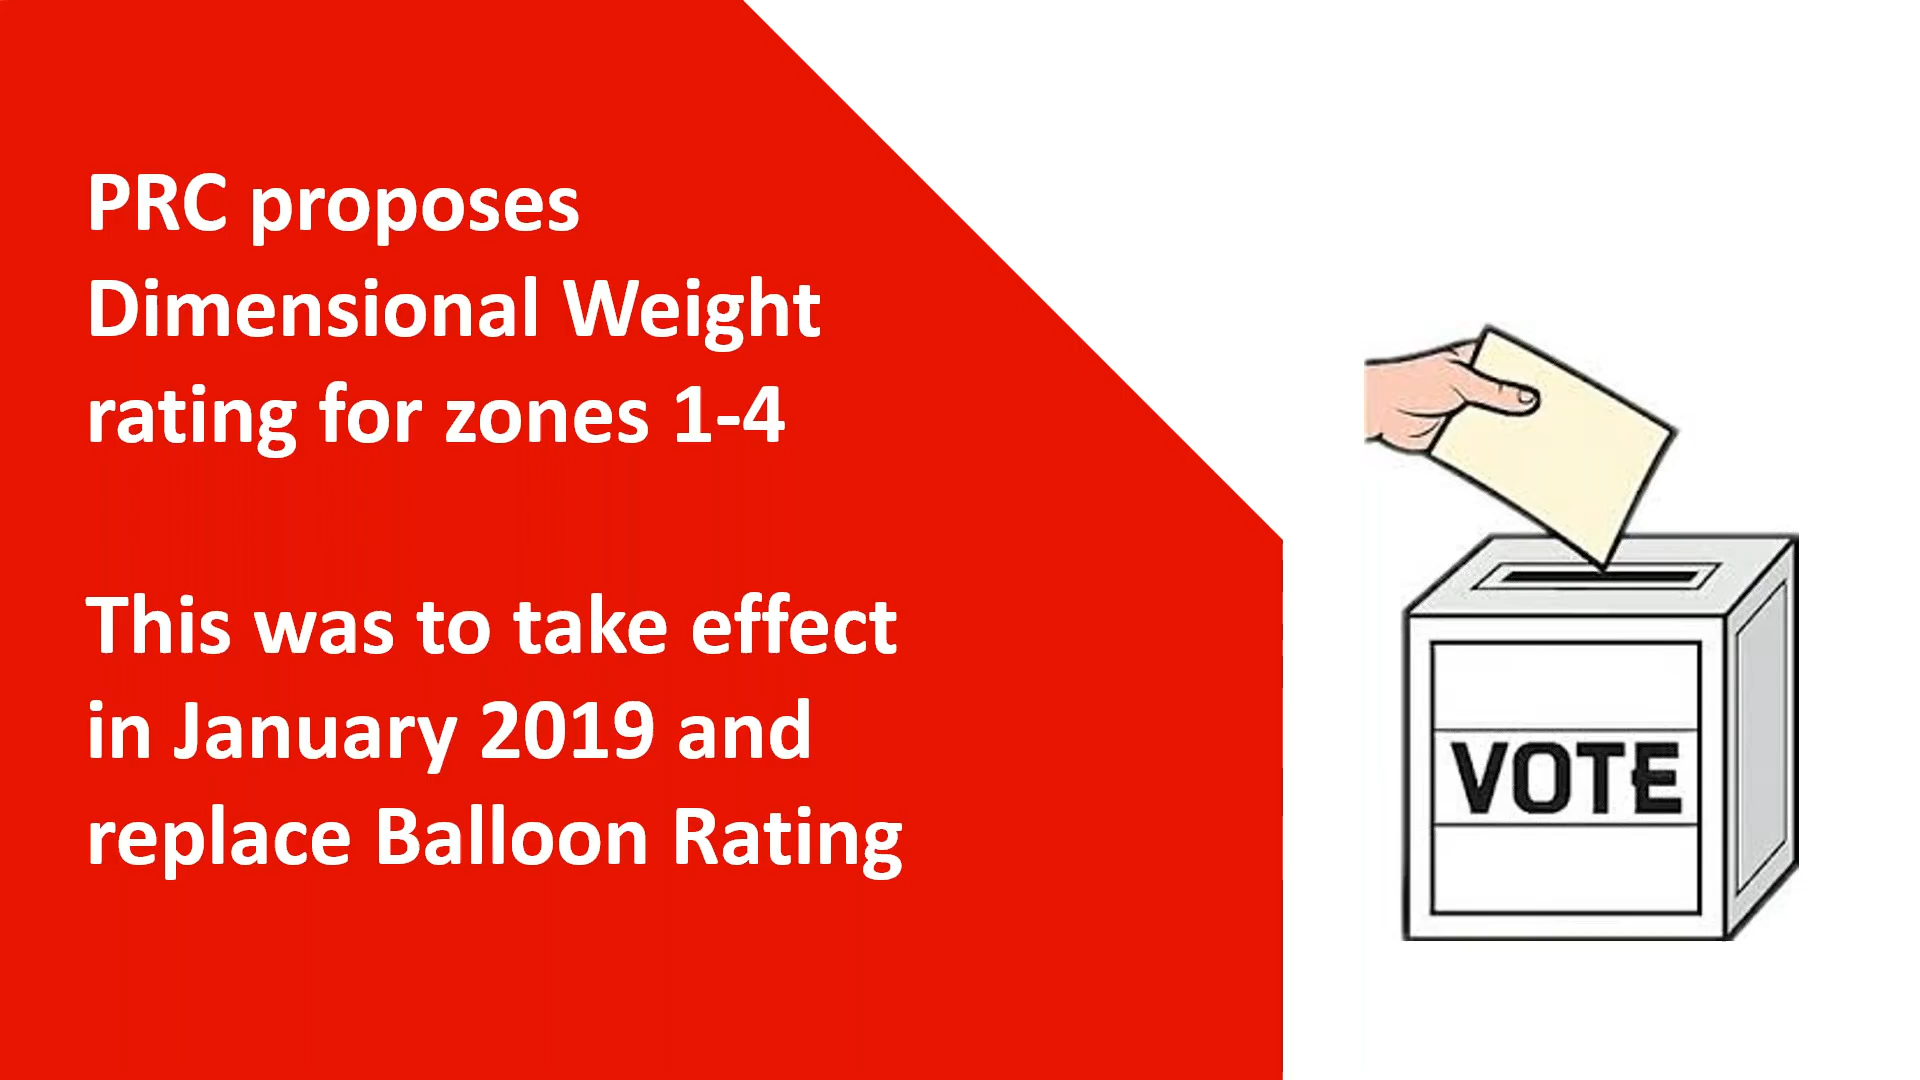 PRC proposes
Dimensional Weight
rating for zones 1-4
This was to take effect
in January 2019 and
replace Balloon Rating
VOTE